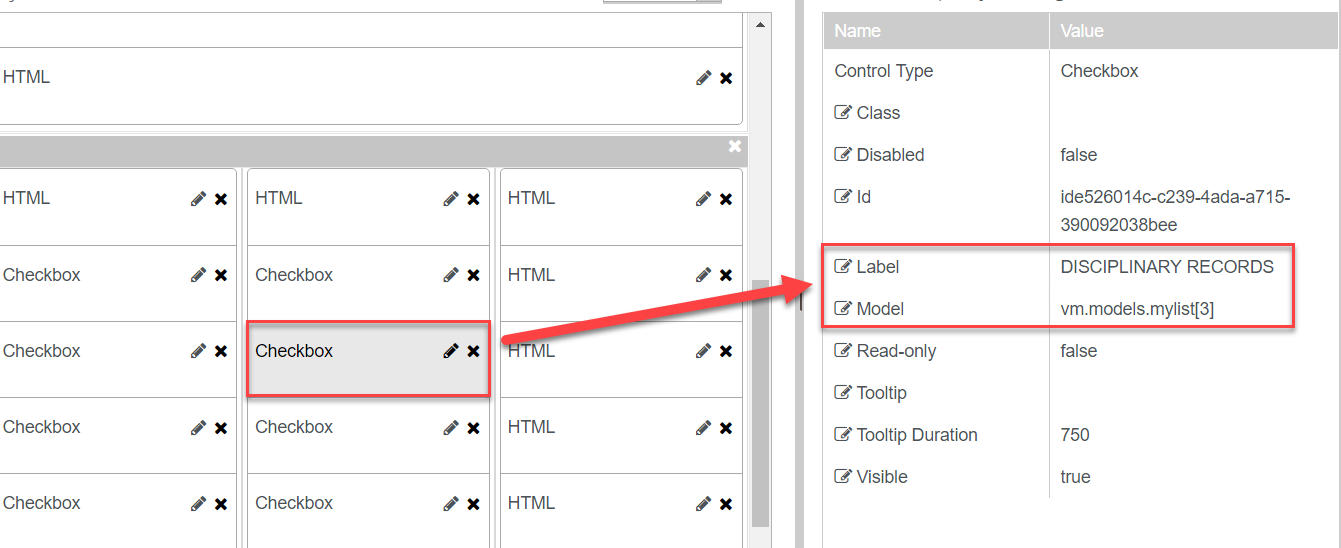 HTML
HTML
HTML
HTML
Checkbox
Checkbox
HTML
Checkbox
Checkbox
HTML
Checkbox
Checkbox
HTML
Checkbox
Checkbox
HTML
Name Value
Control Type Checkbox
Class
Disabled false
Id ide526014c-c239-4ada-a715-
390092038bee
Label DISCIPLINARY RECORDS
Model vm.models.mylist[3]
Read-only false
Tooltip
Tooltip Duration 750
Visible true